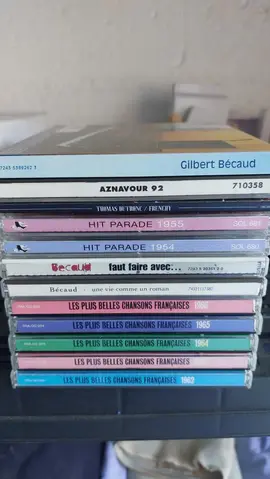 Gilbert Bécaud
AZNAVOUR 92 710358
THOMAS DUTRONC / FRENCHY
HIT PARADE 1955
HIT PARADE 1954
Bécaud faut faire avec...
Bécaud - une vie comme un roman
LES PLUS BELLES CHANSONS FRANÇAISES
LES PLUS BELLES CHANSONS FRANÇAISES 1965
LES PLUS BELLES CHANSONS FRANÇAISES 1964
LES PLUS BELLES CHANSONS FRANÇAISES
LES PLUS BELLES CHANSONS FRANÇAISES 1962